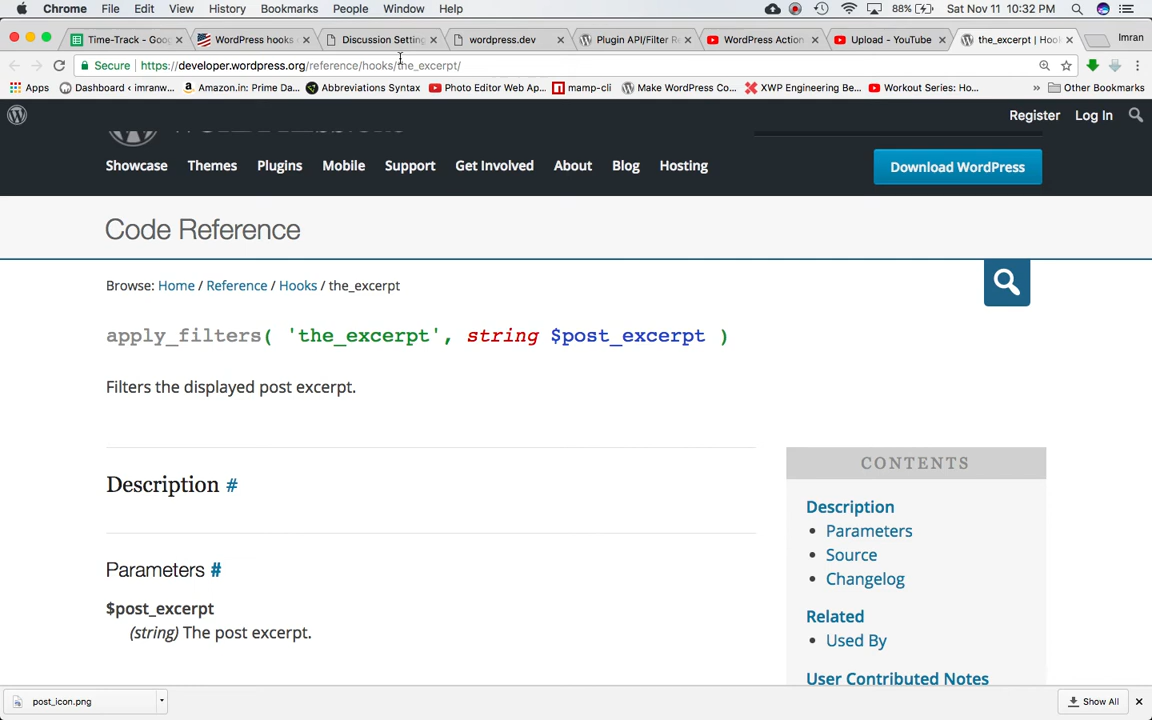 Chrome File Edit View History Bookmarks People Window Help 88% Sat Nov 11 10:32 PM
Time-Track - Goog WordPress hooks Discussion Setting wordpress.dev Plugin API/Filter R WordPress Action Upload - YouTube the_excerpt | Hoo Imran
Secure https://developer.wordpress.org/reference/hooks/the_excerpt/
Apps Dashboard ‹ imranw... Amazon.in: Prime Da... Abbreviations Syntax Photo Editor Web Ap... mamp-cli Make WordPress Co... XWP Engineering Be... Workout Series: Ho... » Other Bookmarks
Register Log In
Showcase Themes Plugins Mobile Support Get Involved About Blog Hosting Download WordPress
Code Reference
Browse: Home / Reference / Hooks / the_excerpt
apply_filters( 'the_excerpt', string $post_excerpt )
Filters the displayed post excerpt.
Description #
Parameters #
$post_excerpt
(string) The post excerpt.
CONTENTS
Description
• Parameters
• Source
• Changelog
Related
• Used By
User Contributed Notes
post_icon.png Show All